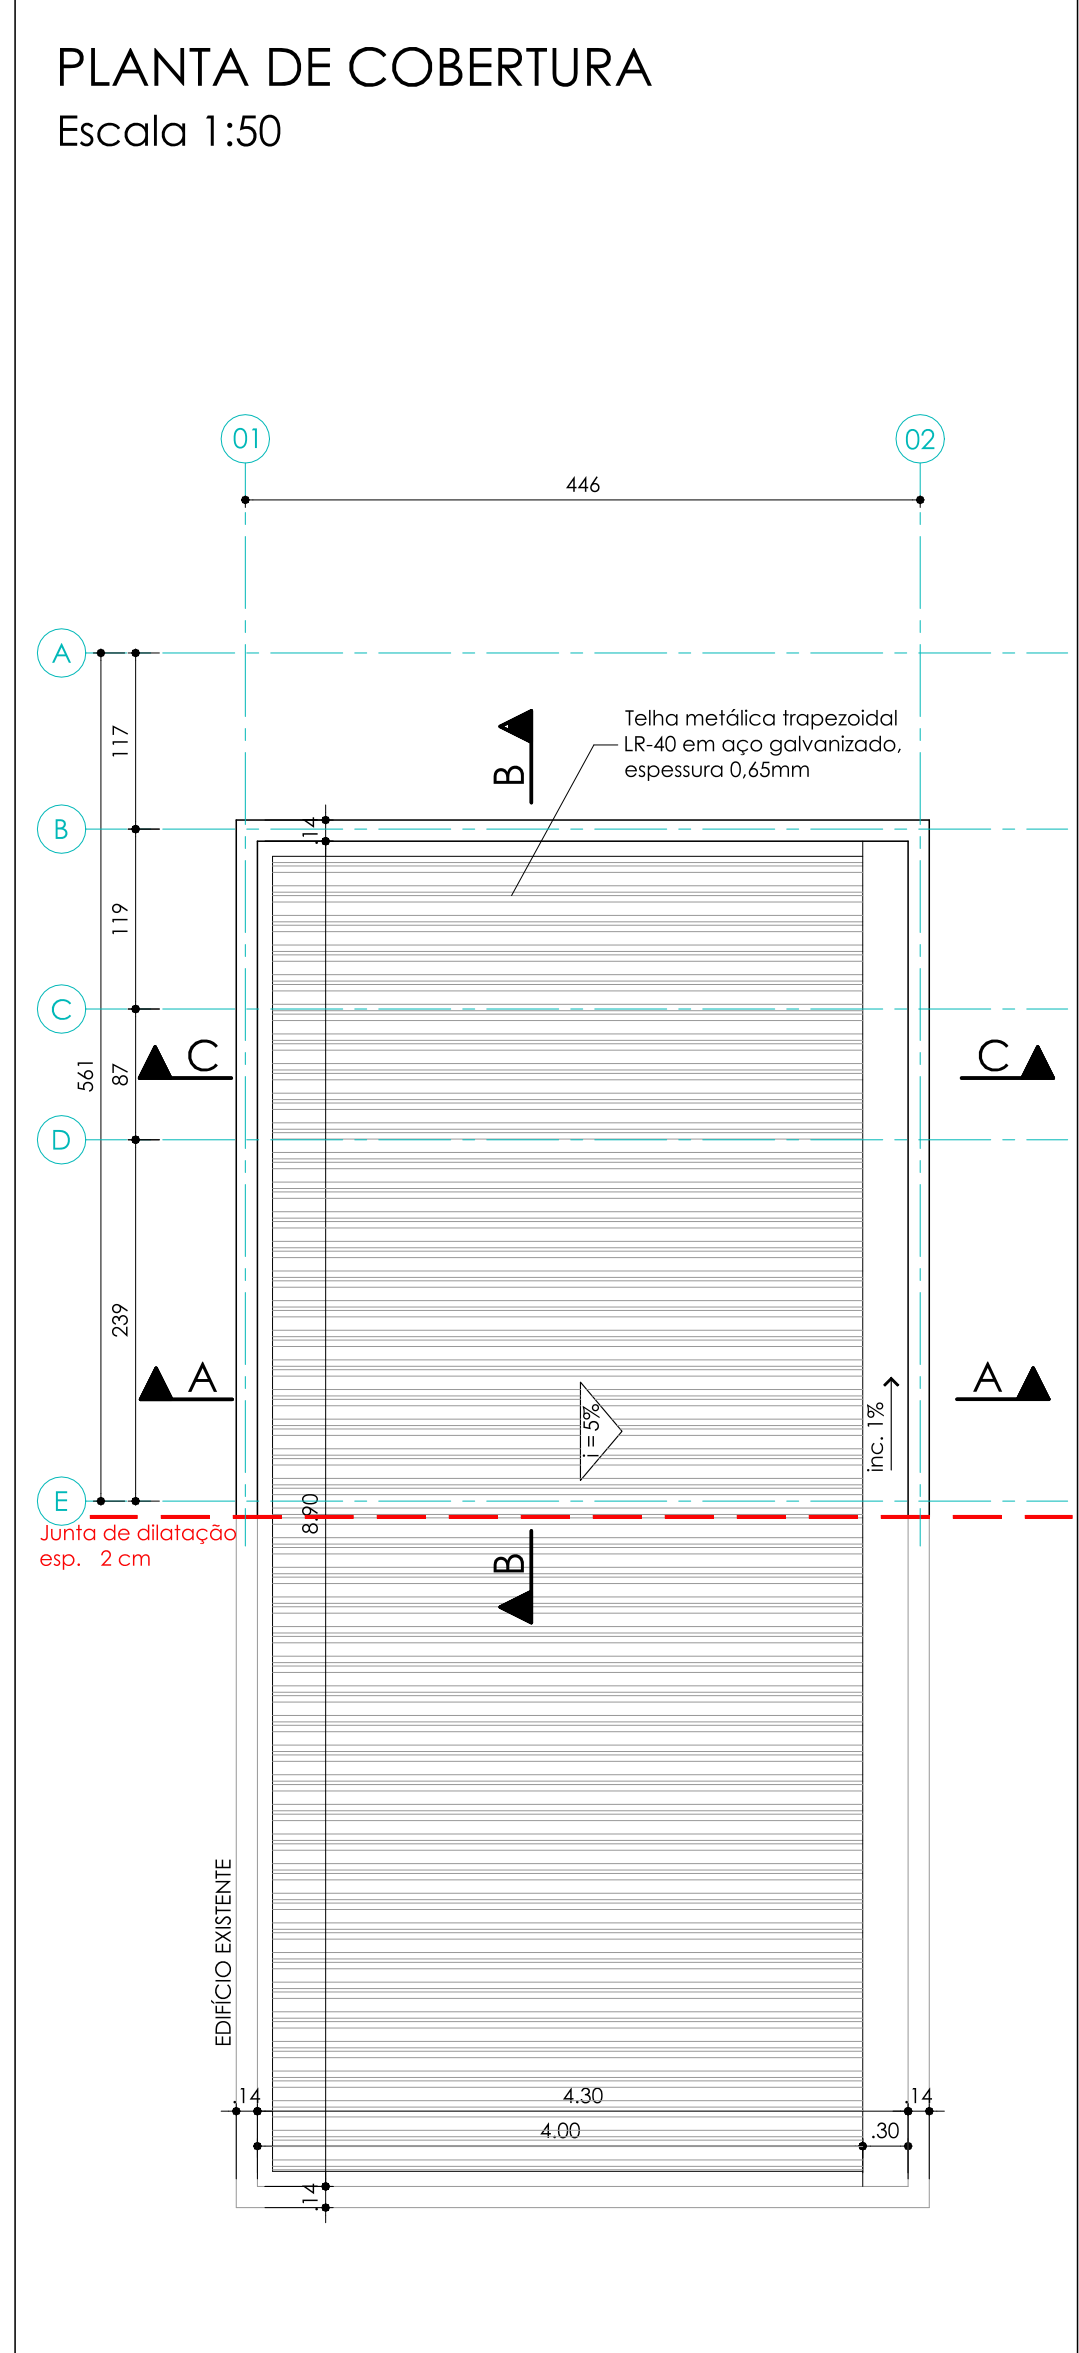 PLANTA DE COBERTURA
Escala 1:50
01
02
446
A
117
B
Telha metálica trapezoidal
LR-40 em aço galvanizado,
espessura 0,65mm
B
.14
119
C
C
C
561
87
D
239
A
A
i = 5%
inc. 1%
E
8.90
Junta de dilatação
esp. 2 cm
B
EDIFÍCIO EXISTENTE
.14
4.30
.14
4.00
.30
.14